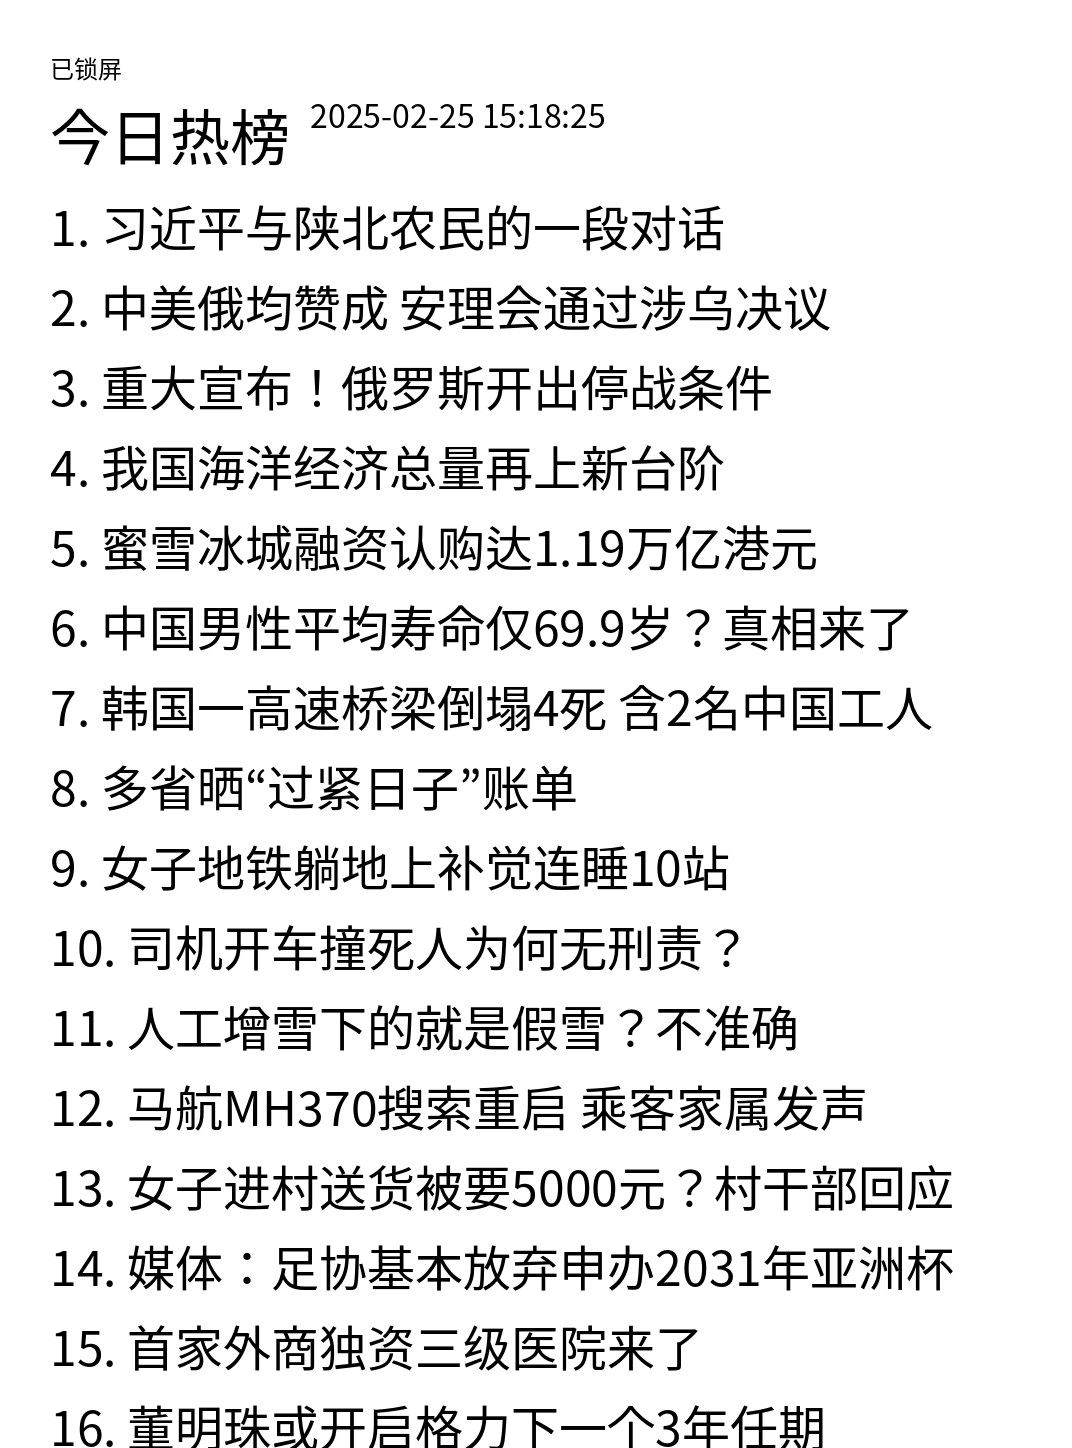 已锁屏
今日热榜 2025-02-25 15:18:25
1. 习近平与陕北农民的一段对话
2. 中美俄均赞成 安理会通过涉乌决议
3. 重大宣布！俄罗斯开出停战条件
4. 我国海洋经济总量再上新台阶
5. 蜜雪冰城融资认购达1.19万亿港元
6. 中国男性平均寿命仅69.9岁？真相来了
7. 韩国一高速桥梁倒塌4死 含2名中国工人
8. 多省晒“过紧日子”账单
9. 女子地铁躺地上补觉连睡10站
10. 司机开车撞死人为何无刑责？
11. 人工增雪下的就是假雪？不准确
12. 马航MH370搜索重启 乘客家属发声
13. 女子进村送货被要5000元？村干部回应
14. 媒体：足协基本放弃申办2031年亚洲杯
15. 首家外商独资三级医院来了
16. 董明珠或开启格力下一个3年任期